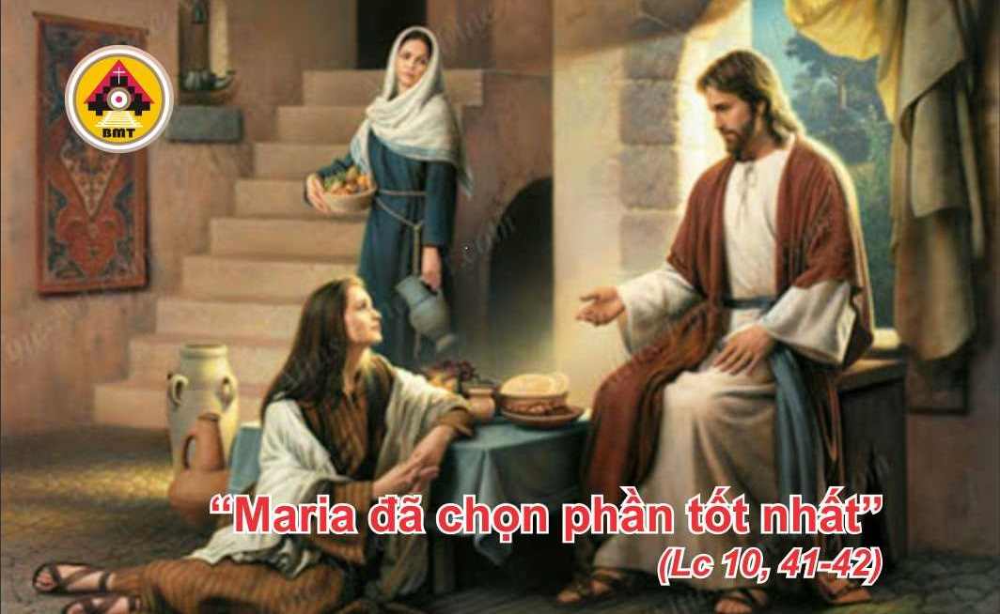 BMT
“Maria đã chọn phần tốt nhất”
(Lc 10, 41-42)